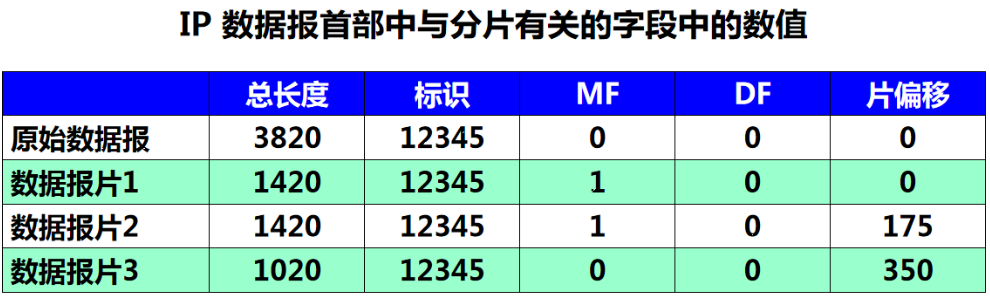 IP 数据报首部中与分片有关的字段中的数值
总长度 标识 MF DF 片偏移
原始数据报 3820 12345 0 0 0
数据报片1 1420 12345 1 0 0
数据报片2 1420 12345 1 0 175
数据报片3 1020 12345 0 0 350